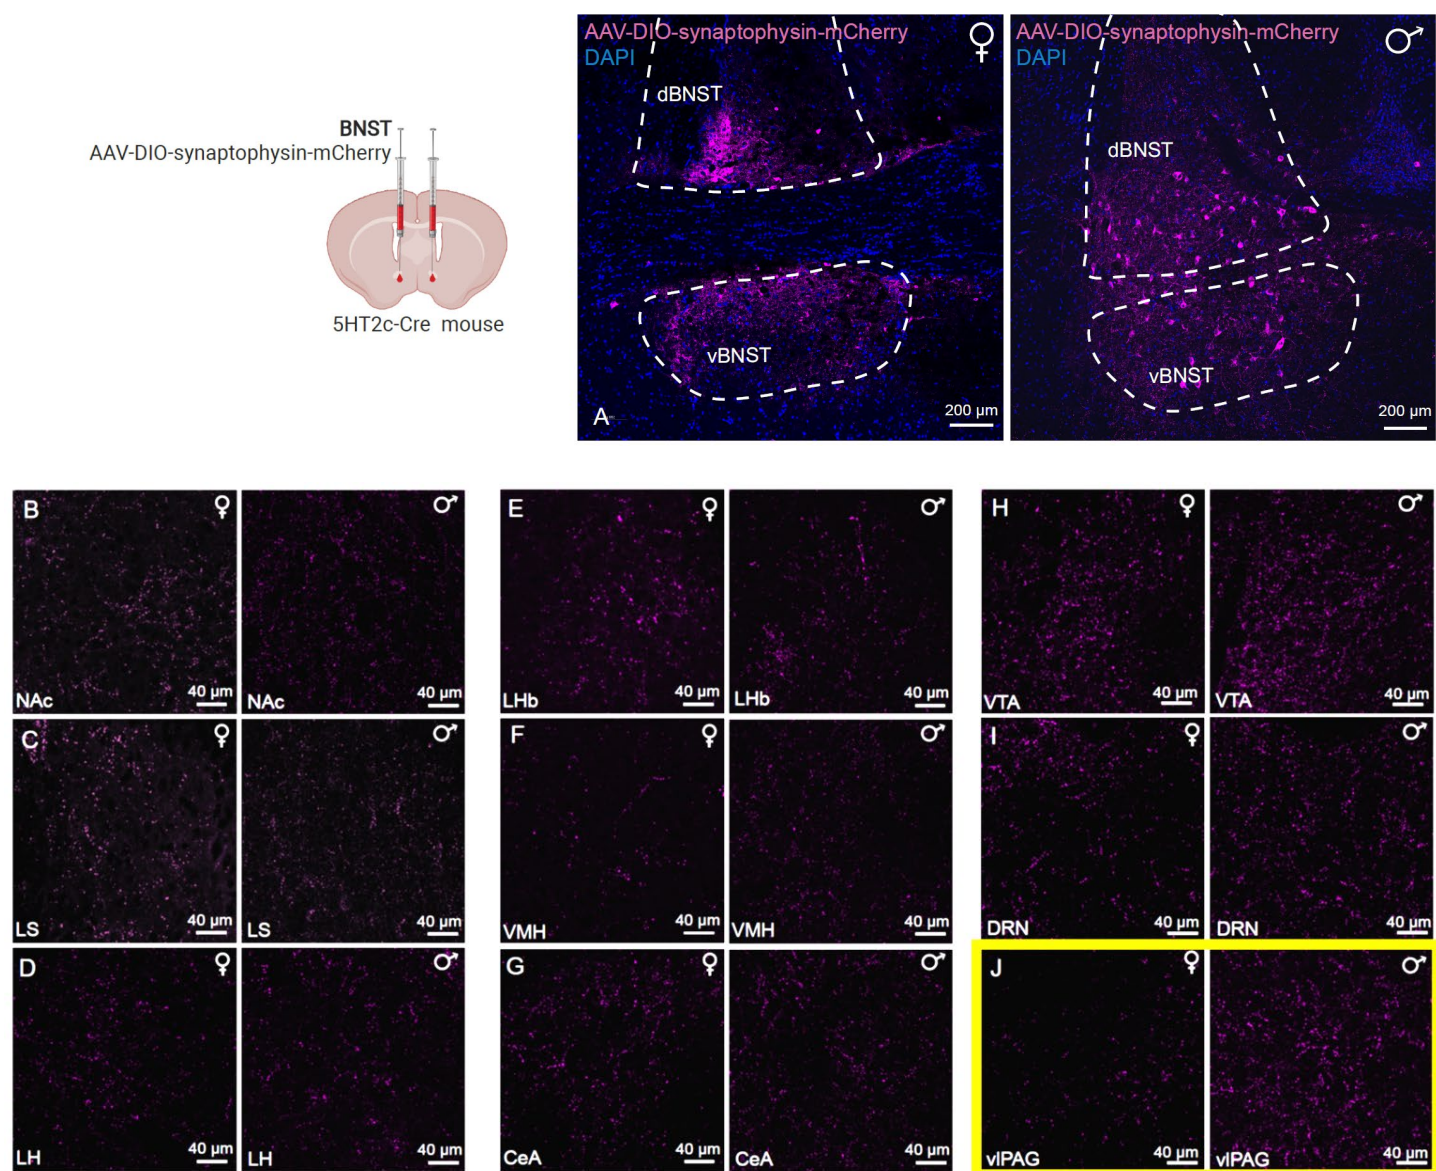 BNST
AAV-DIO-synaptophysin-mCherry
5HT2c-Cre mouse
AAV-DIO-synaptophysin-mCherry
♀
DAPI
dBNST
vBNST
A
200 µm
AAV-DIO-synaptophysin-mCherry
♂
DAPI
dBNST
vBNST
200 µm
B
♀
NAc
40 µm
♂
NAc
40 µm
E
♀
LHb
40 µm
♂
LHb
40 µm
H
♀
VTA
40 µm
♂
VTA
40 µm
C
♀
LS
40 µm
♂
LS
40 µm
F
♀
VMH
40 µm
♂
VMH
40 µm
I
♀
DRN
40 µm
♂
DRN
40 µm
D
♀
LH
40 µm
♂
LH
40 µm
G
♀
CeA
40 µm
♂
CeA
40 µm
J
♀
vlPAG
40 µm
♂
vlPAG
40 µm